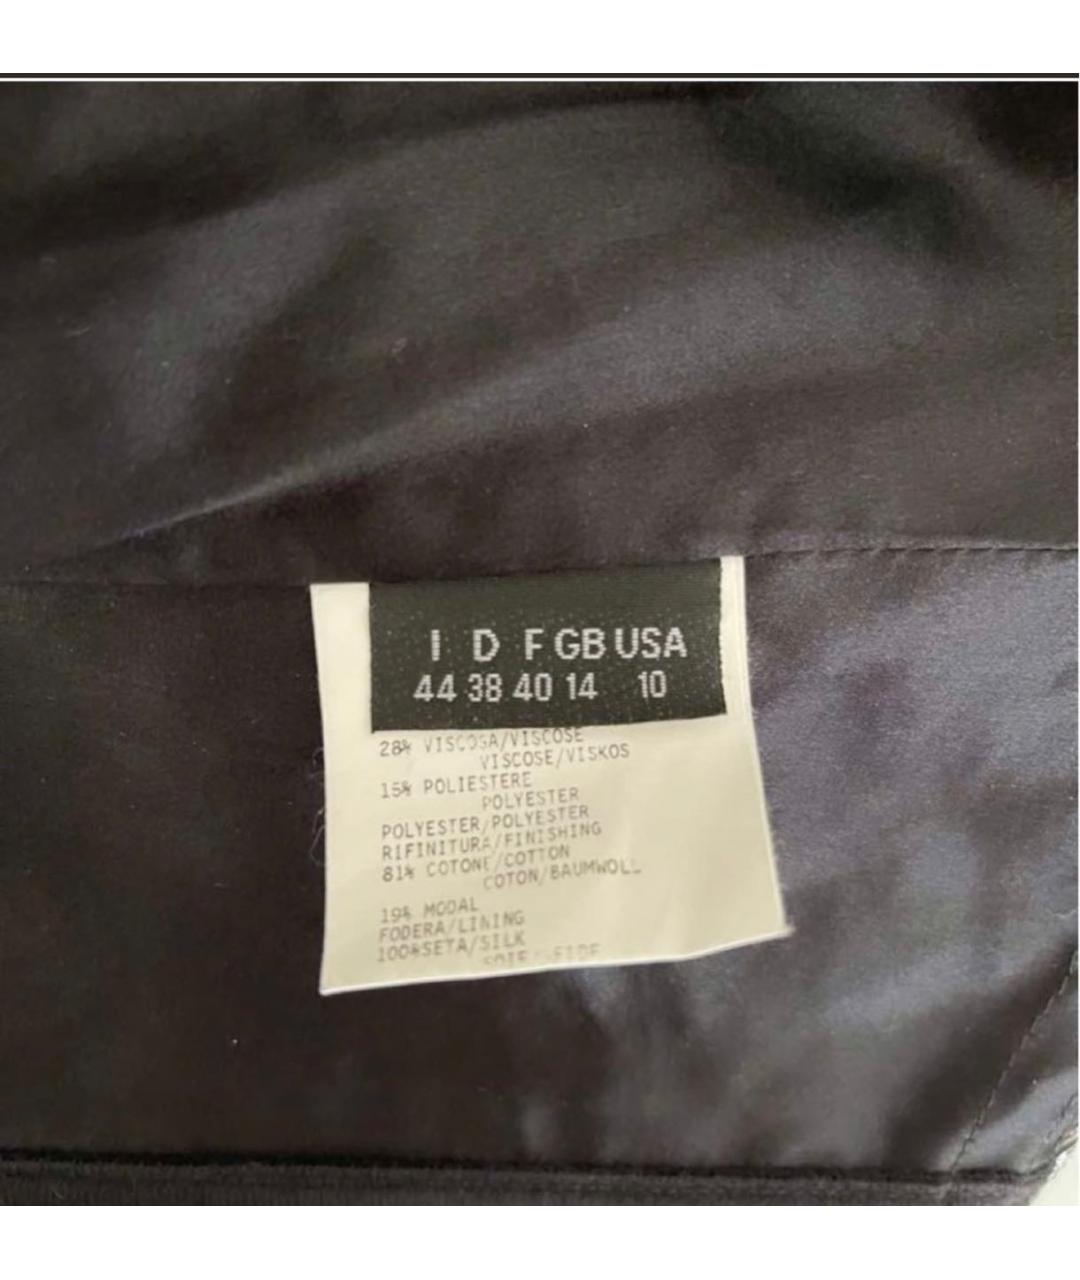 I D F GB USA
44 38 40 14 10
28% VISCOSA/VISCOSE
VISCOSE/VISKOS
15% POLIESTERE
POLYESTER
POLYESTER/POLYESTER
RIFINITURA/FINISHING
81% COTONE/COTTON
COTON/BAUMWOLL
19% MODAL
FODERA/LINING
100%SETA/SILK